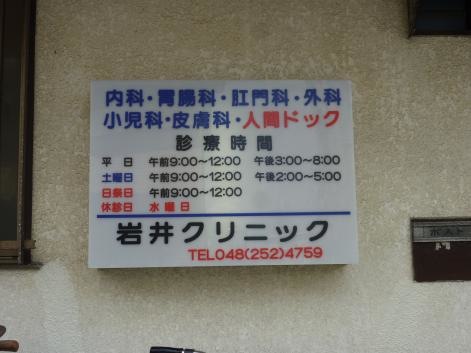 内科・胃腸科・肛門科・外科
小児科・皮膚科・人間ドック
診療時間
平日 午前9:00〜12:00 午後3:00〜8:00
土曜日 午前9:00〜12:00 午後2:00〜5:00
日祭日 午前9:00〜12:00
休診日 水曜日
岩井クリニック
TEL048(252)4759
ポスト